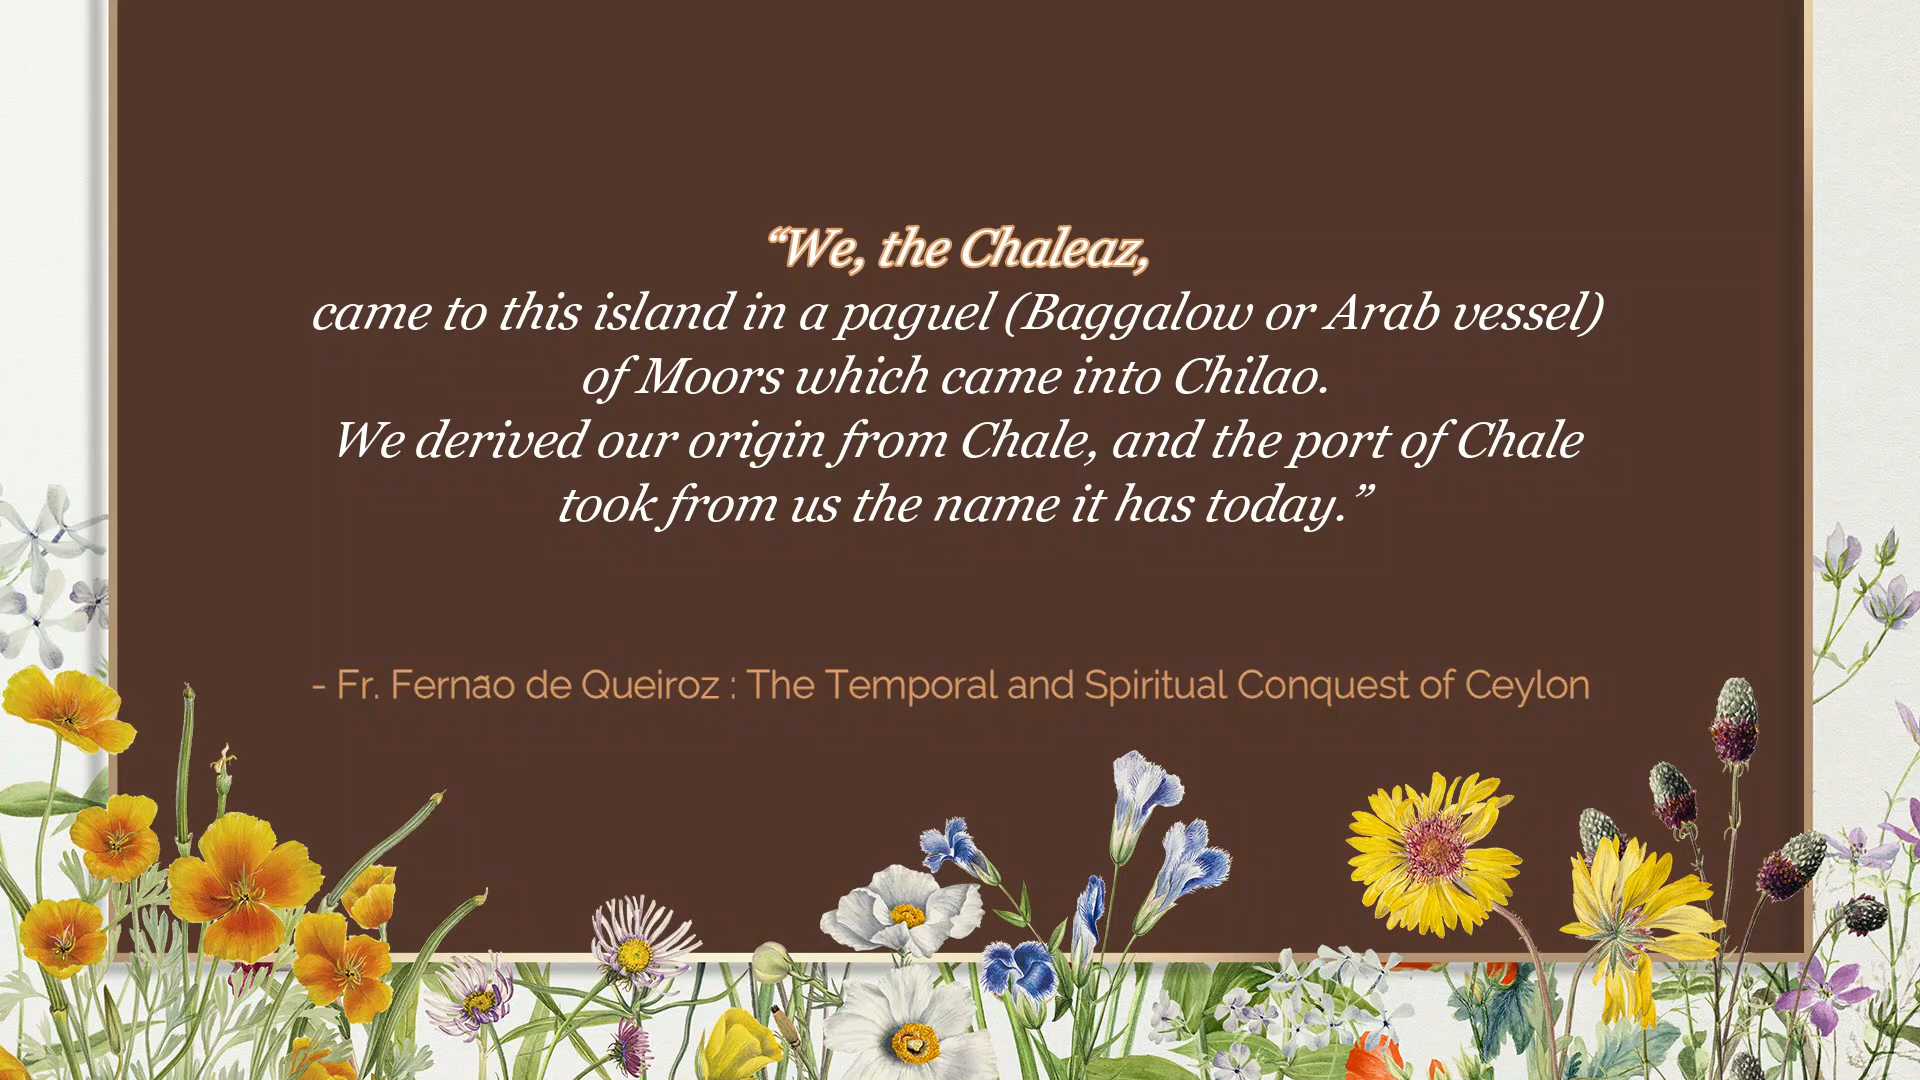 “We, the Chaleaz,
came to this island in a paguel (Baggalow or Arab vessel)
of Moors which came into Chilao.
We derived our origin from Chale, and the port of Chale
took from us the name it has today.”
- Fr. Fernão de Queiroz : The Temporal and Spiritual Conquest of Ceylon